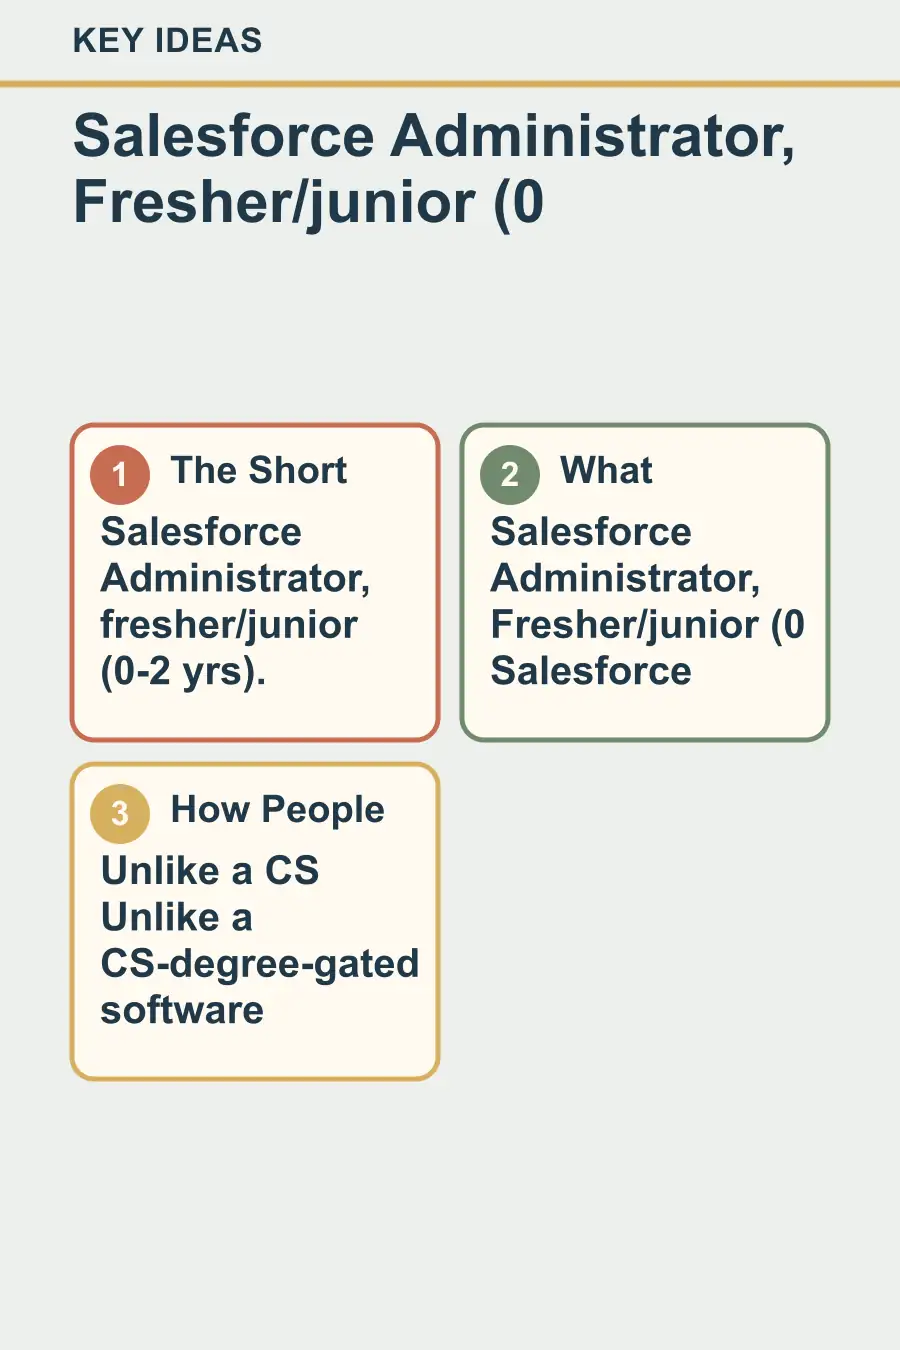 KEY IDEAS
Salesforce Administrator,
Fresher/junior (0
1 The Short
Salesforce
Administrator,
fresher/junior
(0-2 yrs).
2 What
Salesforce
Administrator,
Fresher/junior (0
Salesforce
3 How People
Unlike a CS
Unlike a
CS-degree-gated
software